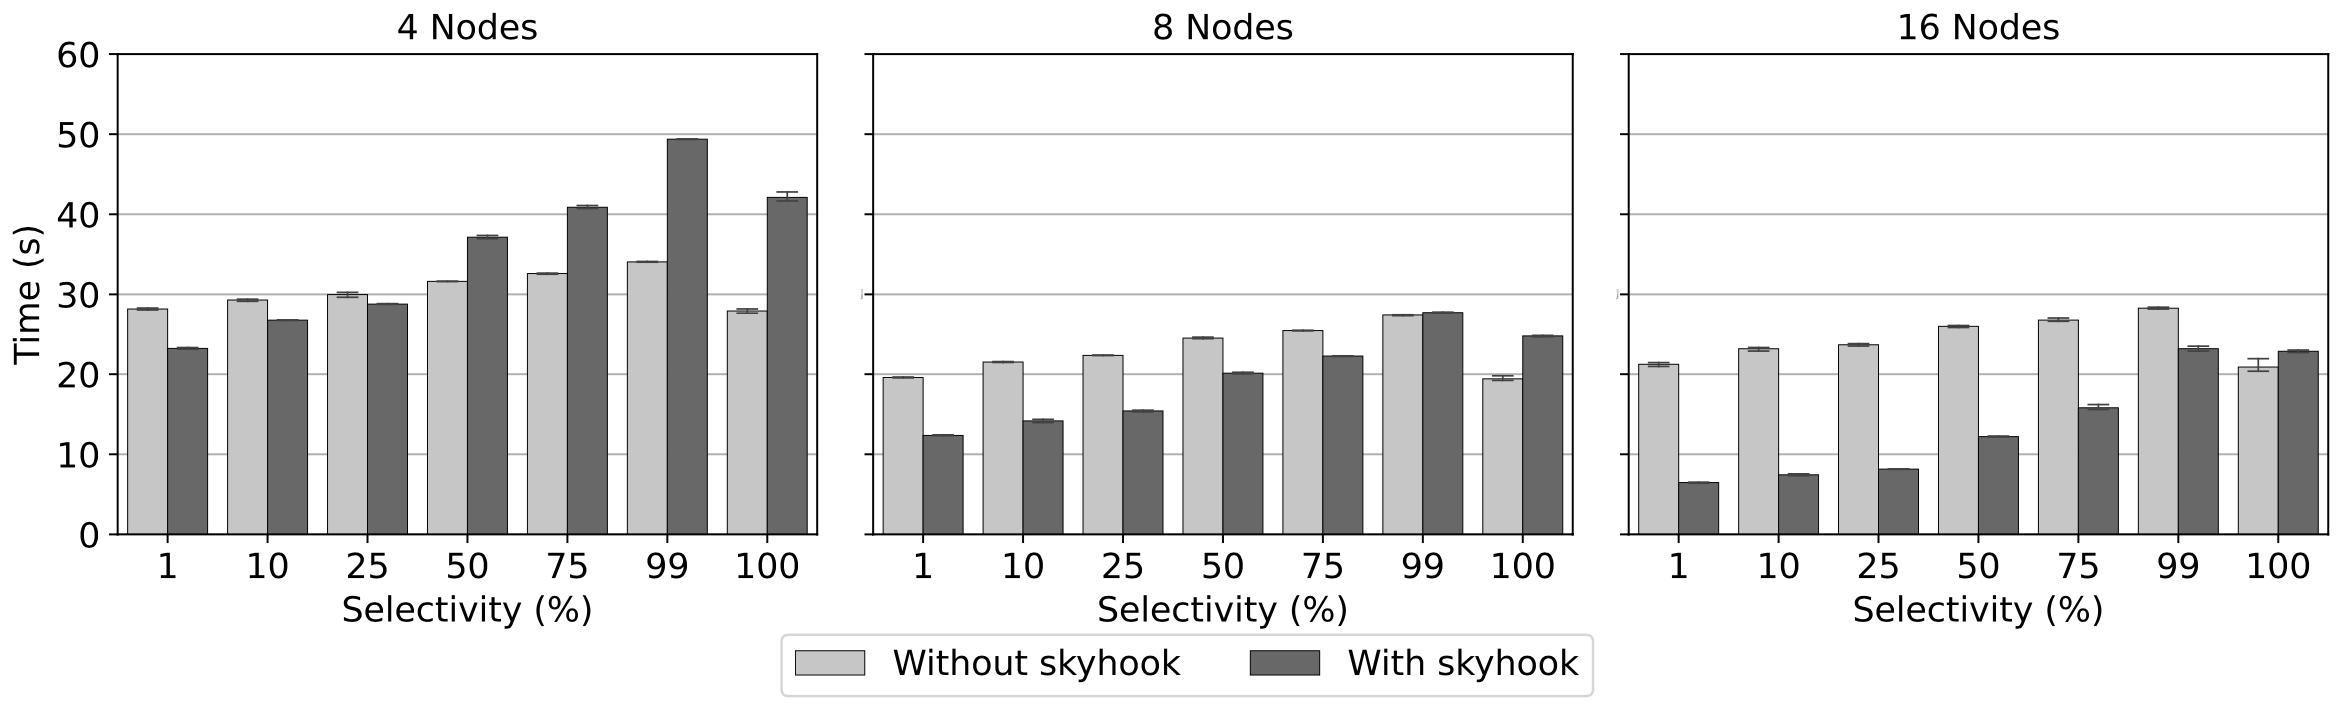 4 Nodes
8 Nodes
16 Nodes
Time (s)
60
50
40
30
20
10
0
1 10 25 50 75 99 100
1 10 25 50 75 99 100
1 10 25 50 75 99 100
Selectivity (%)
Selectivity (%)
Selectivity (%)
Without skyhook
With skyhook